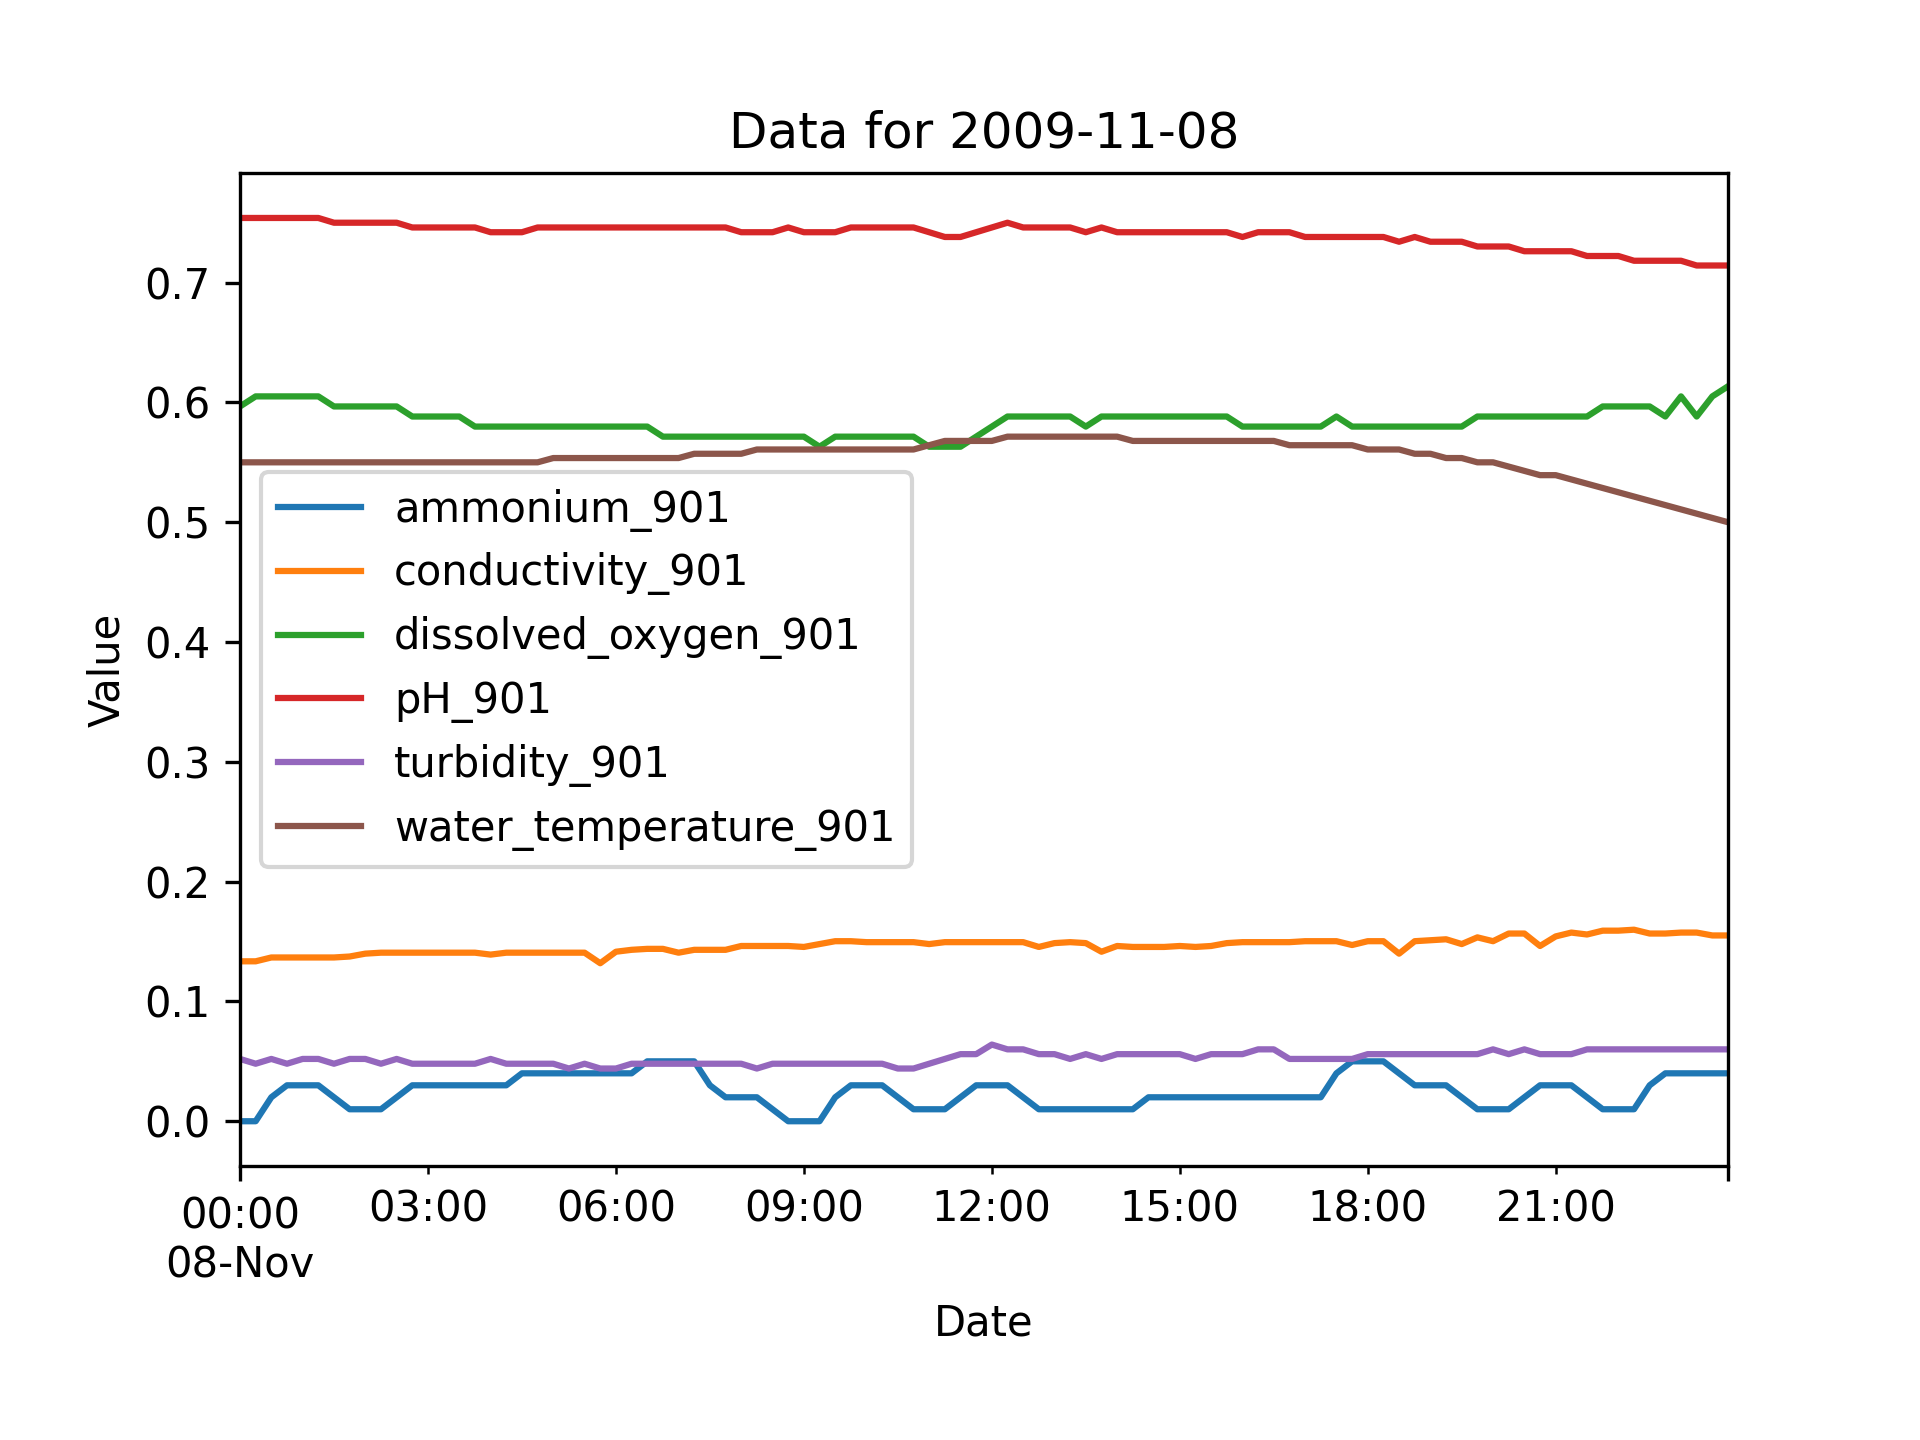 Data for 2009-11-08
Value
0.7
0.6
0.5
0.4
0.3
0.2
0.1
0.0
ammonium_901
conductivity_901
dissolved_oxygen_901
pH_901
turbidity_901
water_temperature_901
00:00 03:00 06:00 09:00 12:00 15:00 18:00 21:00
08-Nov
Date